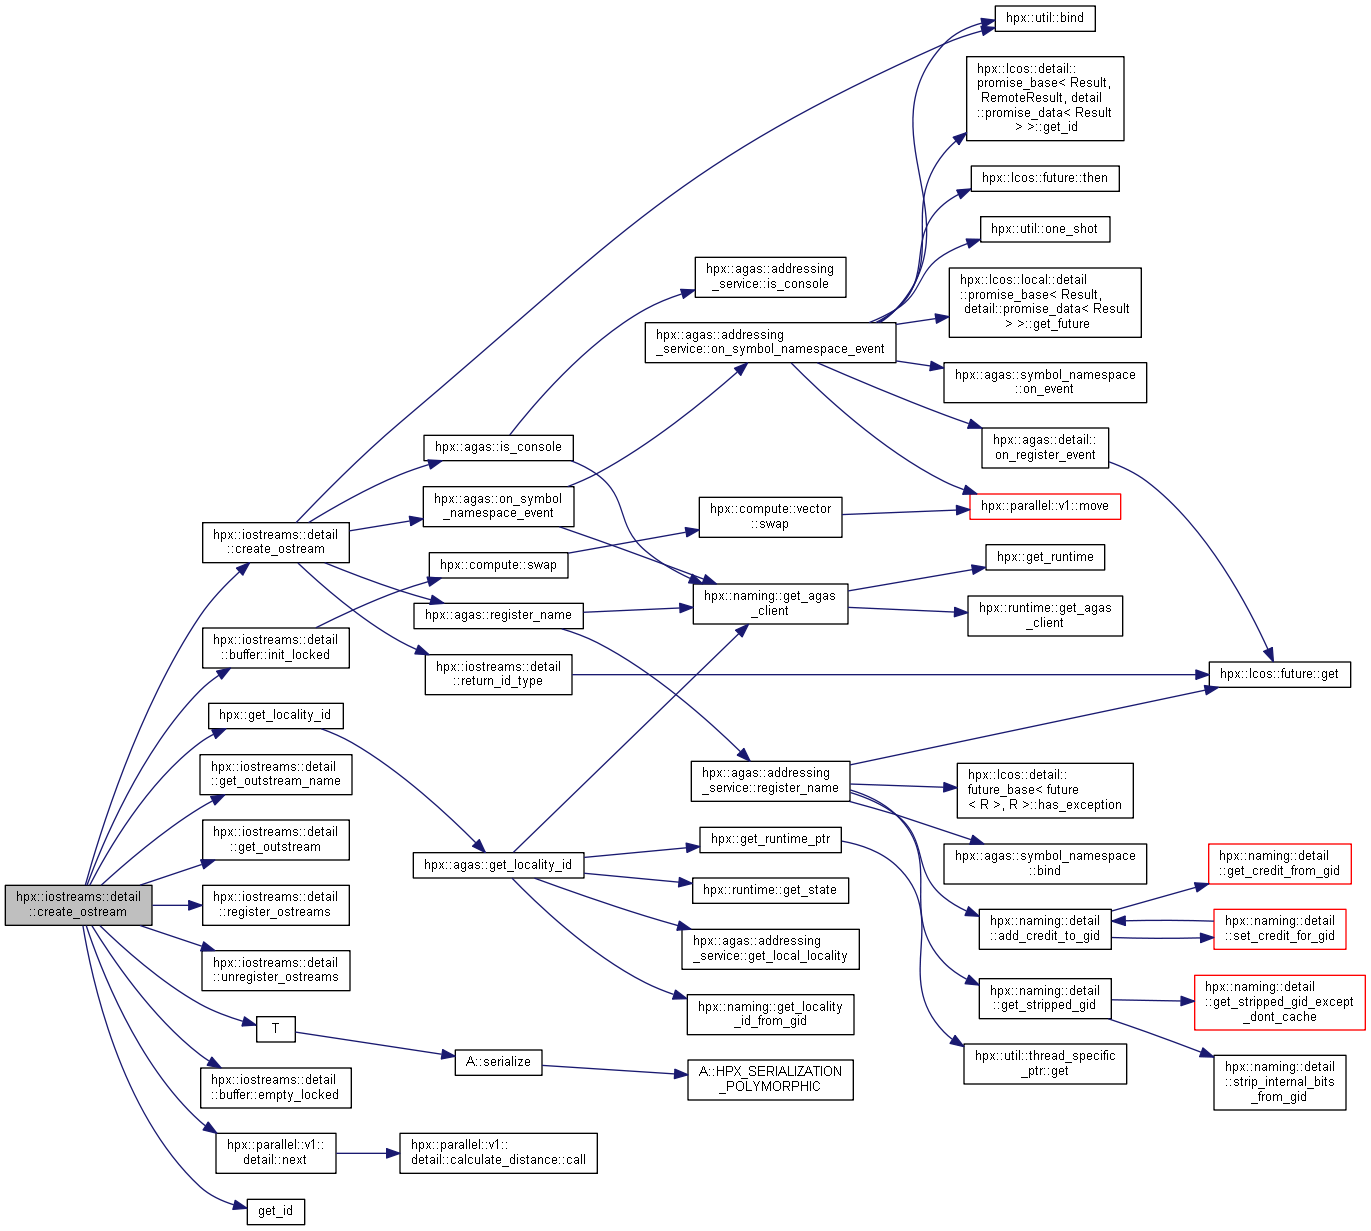 hpx::iostreams::detail
::create_ostream
hpx::iostreams::detail
::create_ostream
hpx::iostreams::detail
::buffer::init_locked
hpx::get_locality_id
hpx::iostreams::detail
::get_outstream_name
hpx::iostreams::detail
::get_outstream
hpx::iostreams::detail
::register_ostreams
hpx::iostreams::detail
::unregister_ostreams
T
hpx::iostreams::detail
::buffer::empty_locked
hpx::parallel::v1::
detail::next
get_id
hpx::agas::is_console
hpx::agas::on_symbol
_namespace_event
hpx::compute::swap
hpx::agas::register_name
hpx::iostreams::detail
::return_id_type
hpx::agas::get_locality_id
A::serialize
hpx::parallel::v1::
detail::calculate_distance::call
hpx::agas::addressing
_service::is_console
hpx::agas::addressing
_service::on_symbol_namespace_event
hpx::compute::vector
::swap
hpx::naming::get_agas
_client
hpx::agas::addressing
_service::register_name
hpx::get_runtime_ptr
hpx::runtime::get_state
hpx::agas::addressing
_service::get_local_locality
hpx::naming::get_locality
_id_from_gid
A::HPX_SERIALIZATION
_POLYMORPHIC
hpx::util::bind
hpx::lcos::detail::
promise_base< Result,
RemoteResult, detail
::promise_data< Result
> >::get_id
hpx::lcos::future::then
hpx::util::one_shot
hpx::lcos::local::detail
::promise_base< Result,
detail::promise_data< Result
> >::get_future
hpx::agas::symbol_namespace
::on_event
hpx::agas::detail::
on_register_event
hpx::parallel::v1::move
hpx::get_runtime
hpx::runtime::get_agas
_client
hpx::lcos::detail::
future_base< future
< R >, R >::has_exception
hpx::agas::symbol_namespace
::bind
hpx::naming::detail
::add_credit_to_gid
hpx::naming::detail
::get_stripped_gid
hpx::util::thread_specific
_ptr::get
hpx::lcos::future::get
hpx::naming::detail
::get_credit_from_gid
hpx::naming::detail
::set_credit_for_gid
hpx::naming::detail
::get_stripped_gid_except
_dont_cache
hpx::naming::detail
::strip_internal_bits
_from_gid